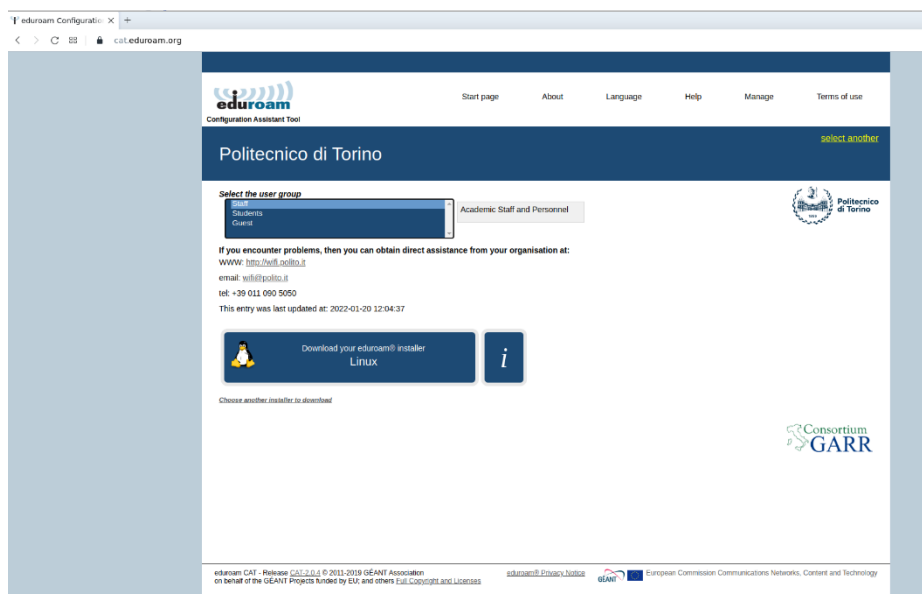 eduroam Configuratio
cat.eduroam.org
eduroam
Configuration Assistant Tool
Start page About Language Help Manage Terms of use
select another
Politecnico di Torino
Select the user group
Staff
Students
Guest
Academic Staff and Personnel
Politecnico
di Torino
If you encounter problems, then you can obtain direct assistance from your organisation at:
WWW: http://wifi.polito.it
email: wifi@polito.it
tel: +39 011 090 5050
This entry was last updated at: 2022-01-20 12:04:37
Download your eduroam® installer
Linux
i
Choose another installer to download
Consortium
GARR
eduroam CAT - Release CAT-2.0.4 © 2011-2019 GÉANT Association
on behalf of the GÉANT Projects funded by EU; and others Full Copyright and Licenses
eduroam® Privacy Notice
GÉANT
European Commission Communications Networks, Content and Technology